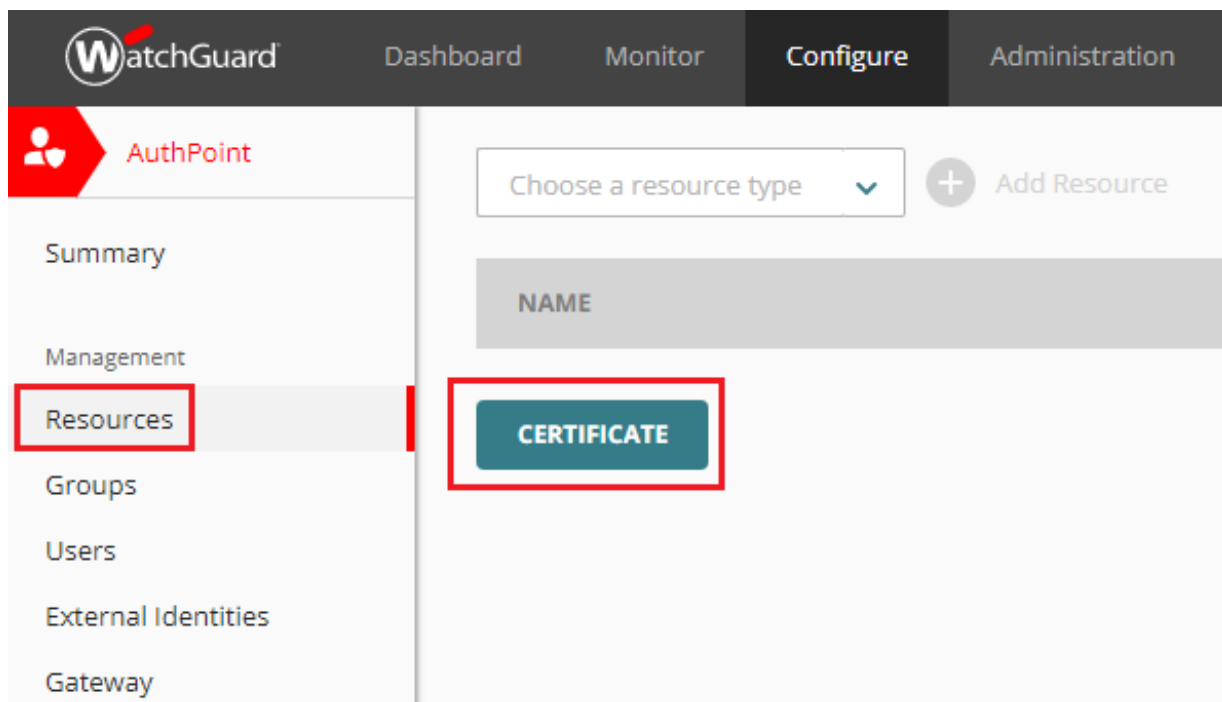 WatchGuard Dashboard Monitor Configure Administration
AuthPoint
Summary
Management
Resources
Groups
Users
External Identities
Gateway
Choose a resource type Add Resource
NAME
CERTIFICATE